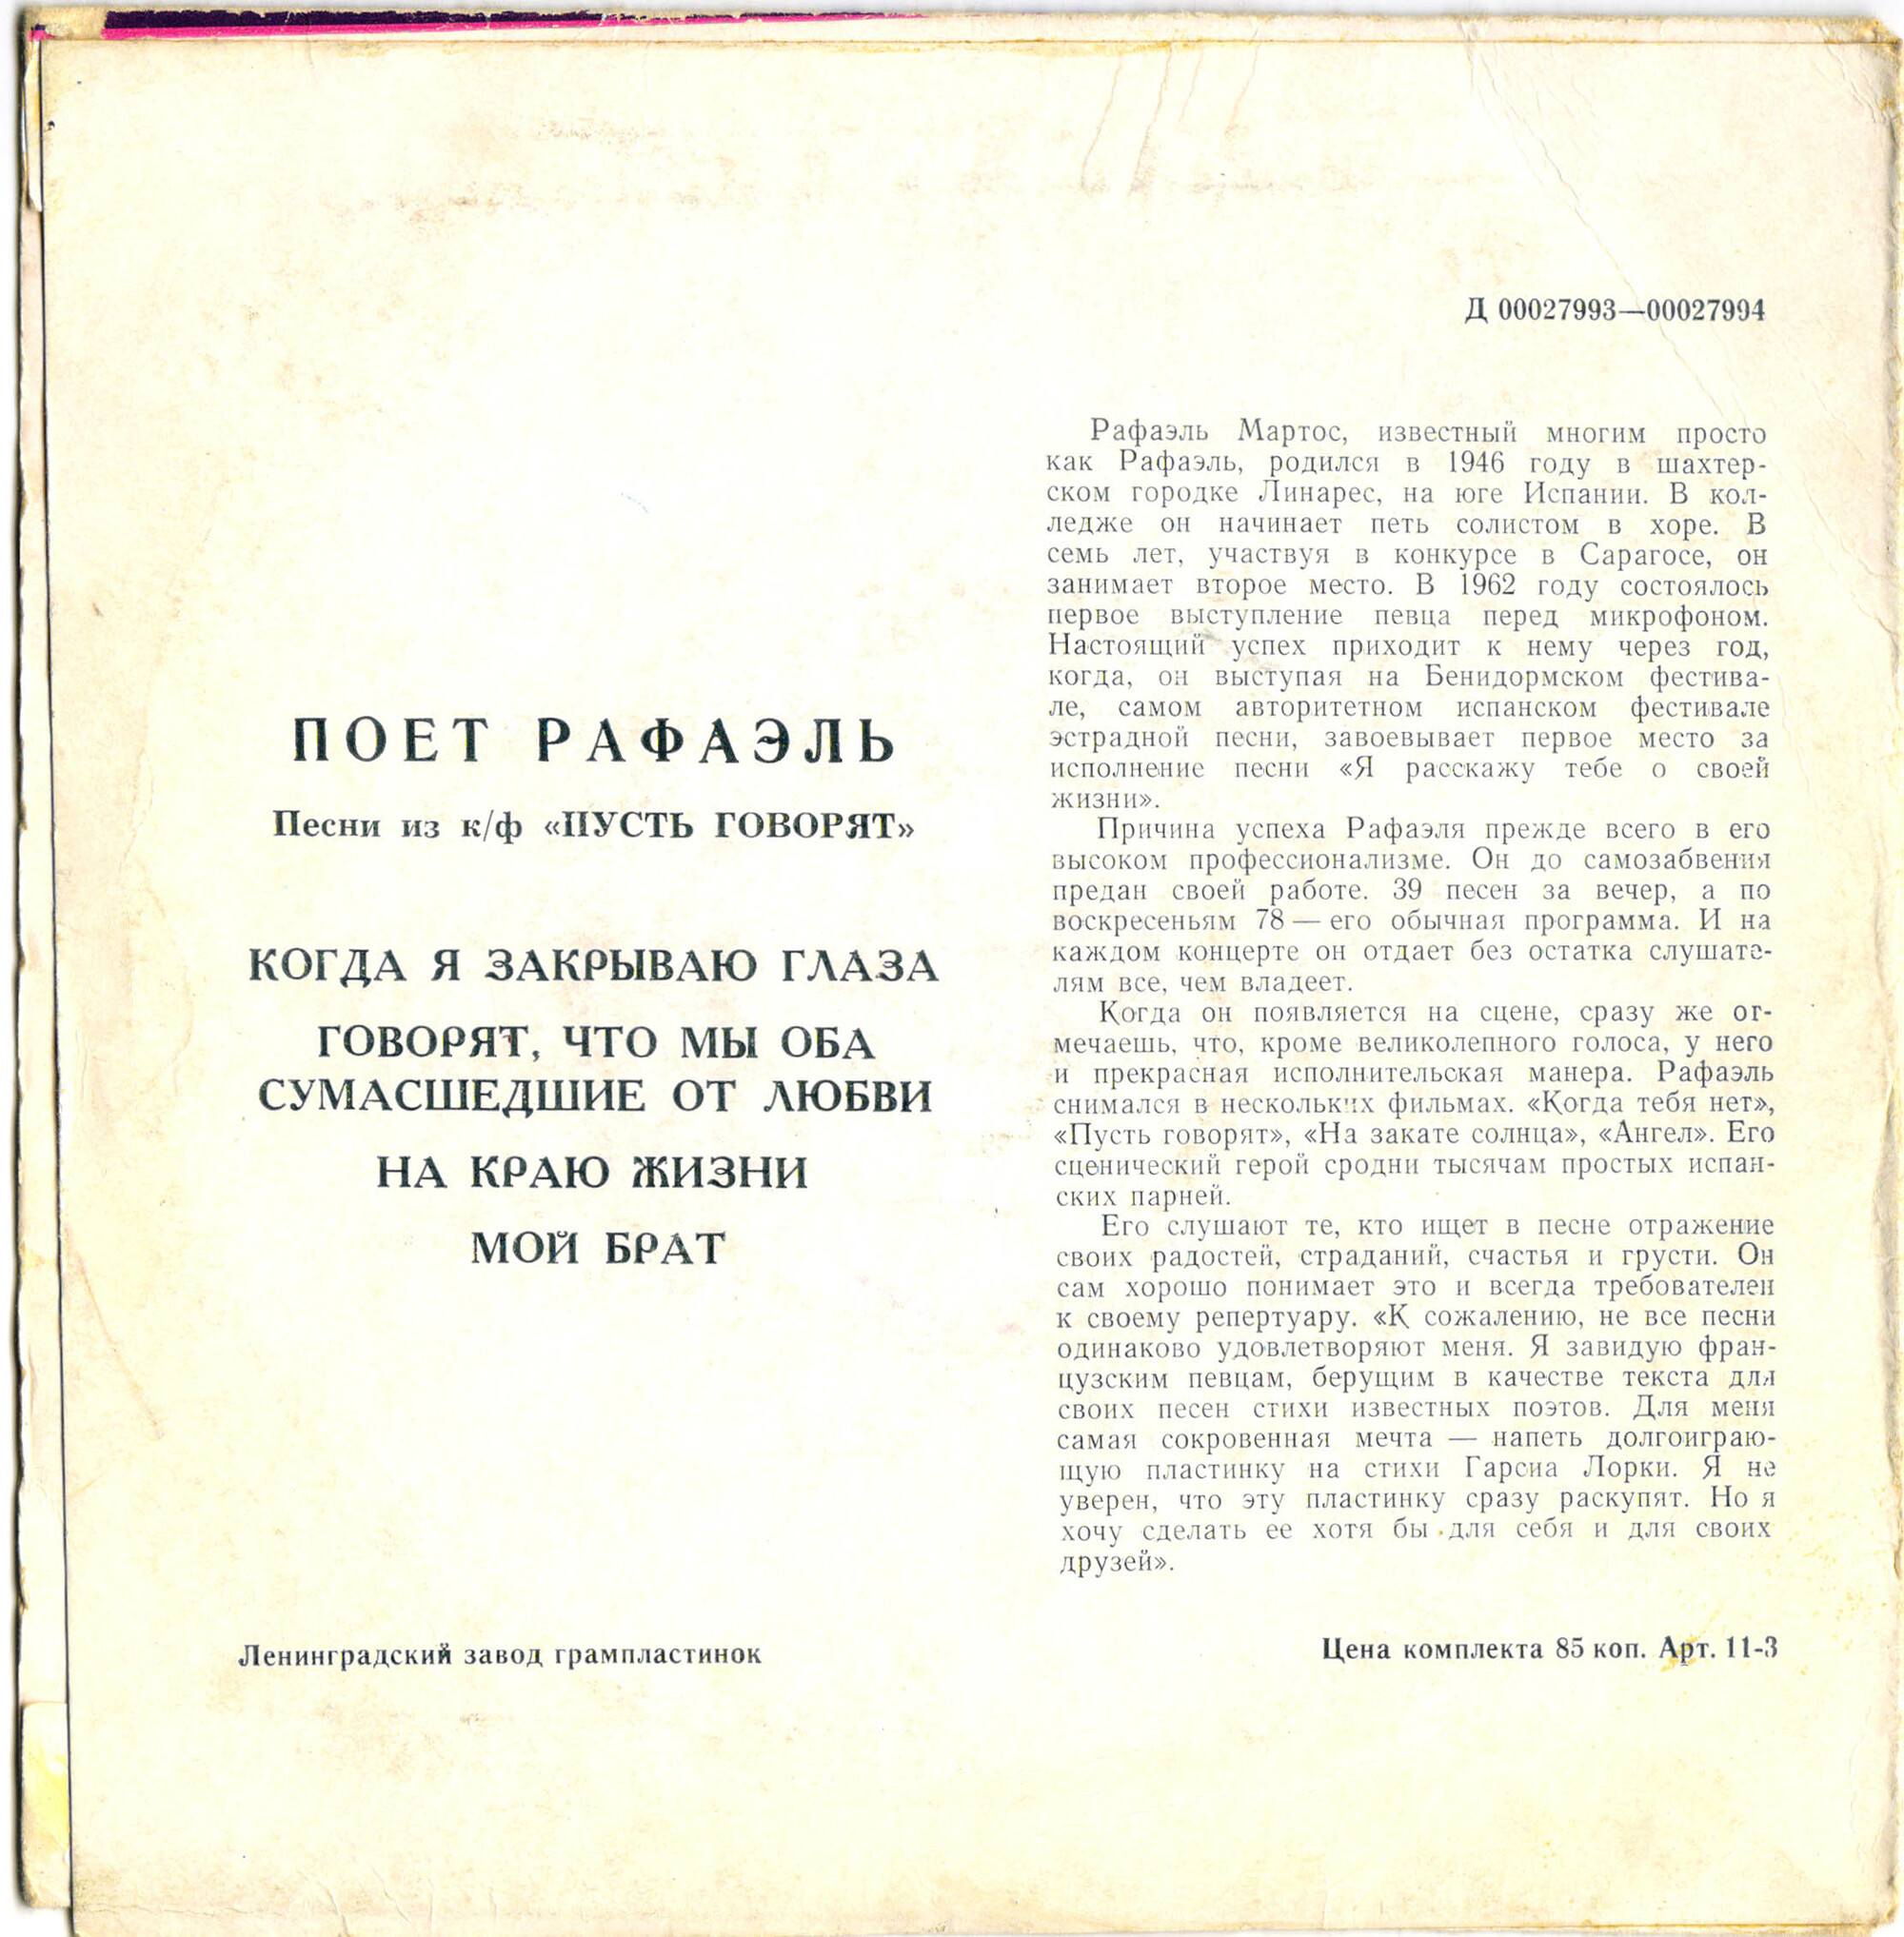 Д 00027993—00027994
ПОЕТ РАФАЭЛЬ
Песни из к/ф «ПУСТЬ ГОВОРЯТ»
КОГДА Я ЗАКРЫВАЮ ГЛАЗА
ГОВОРЯТ, ЧТО МЫ ОБА
СУМАСШЕДШИЕ ОТ ЛЮБВИ
НА КРАЮ ЖИЗНИ
МОЙ БРАТ
Ленинградский завод грампластинок
Рафаэль Мартос, известный многим просто
как Рафаэль, родился в 1946 году в шахтер-
ском городке Линарес, на юге Испании. В кол-
ледже он начинает петь солистом в хоре. В
семь лет, участвуя в конкурсе в Сарагосе, он
занимает второе место. В 1962 году состоялось
первое выступление певца перед микрофоном.
Настоящий успех приходит к нему через год,
когда, он выступая на Бенидормском фестива-
ле, самом авторитетном испанском фестивале
эстрадной песни, завоевывает первое место за
исполнение песни «Я расскажу тебе о своей
жизни».
Причина успеха Рафаэля прежде всего в его
высоком профессионализме. Он до самозабвения
предан своей работе. 39 песен за вечер, а по
воскресеньям 78 — его обычная программа. И на
каждом концерте он отдает без остатка слушате-
лям все, чем владеет.
Когда он появляется на сцене, сразу же от-
мечаешь, что, кроме великолепного голоса, у него
и прекрасная исполнительская манера. Рафаэль
снимался в нескольких фильмах. «Когда тебя нет»,
«Пусть говорят», «На закате солнца», «Ангел». Его
сценический герой сродни тысячам простых испан-
ских парней.
Его слушают те, кто ищет в песне отражение
своих радостей, страданий, счастья и грусти. Он
сам хорошо понимает это и всегда требователен
к своему репертуару. «К сожалению, не все песни
одинаково удовлетворяют меня. Я завидую фран-
цузским певцам, берущим в качестве текста для
своих песен стихи известных поэтов. Для меня
самая сокровенная мечта — напеть долгоиграю-
щую пластинку на стихи Гарсиа Лорки. Я не
уверен, что эту пластинку сразу раскупят. Но я
хочу сделать ее хотя бы для себя и для своих
друзей».
Цена комплекта 85 коп. Арт. 11-3